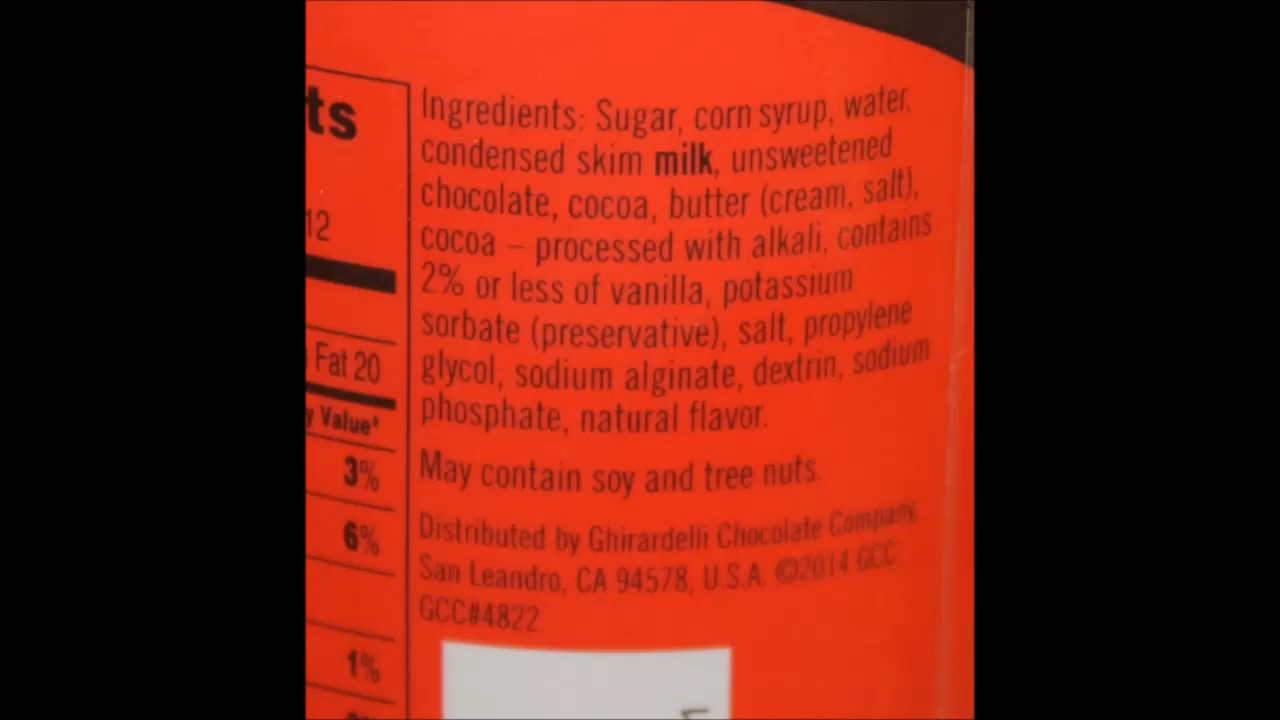 ts
12
Fat 20
y Value*
3%
6%
1%
Ingredients: Sugar, corn syrup, water,
condensed skim milk, unsweetened
chocolate, cocoa, butter (cream, salt),
cocoa – processed with alkali, contains
2% or less of vanilla, potassium
sorbate (preservative), salt, propylene
glycol, sodium alginate, dextrin, sodium
phosphate, natural flavor.
May contain soy and tree nuts.
Distributed by Ghirardelli Chocolate Company,
San Leandro, CA 94578, U.S.A. ©2014 GCC
GCC#4822